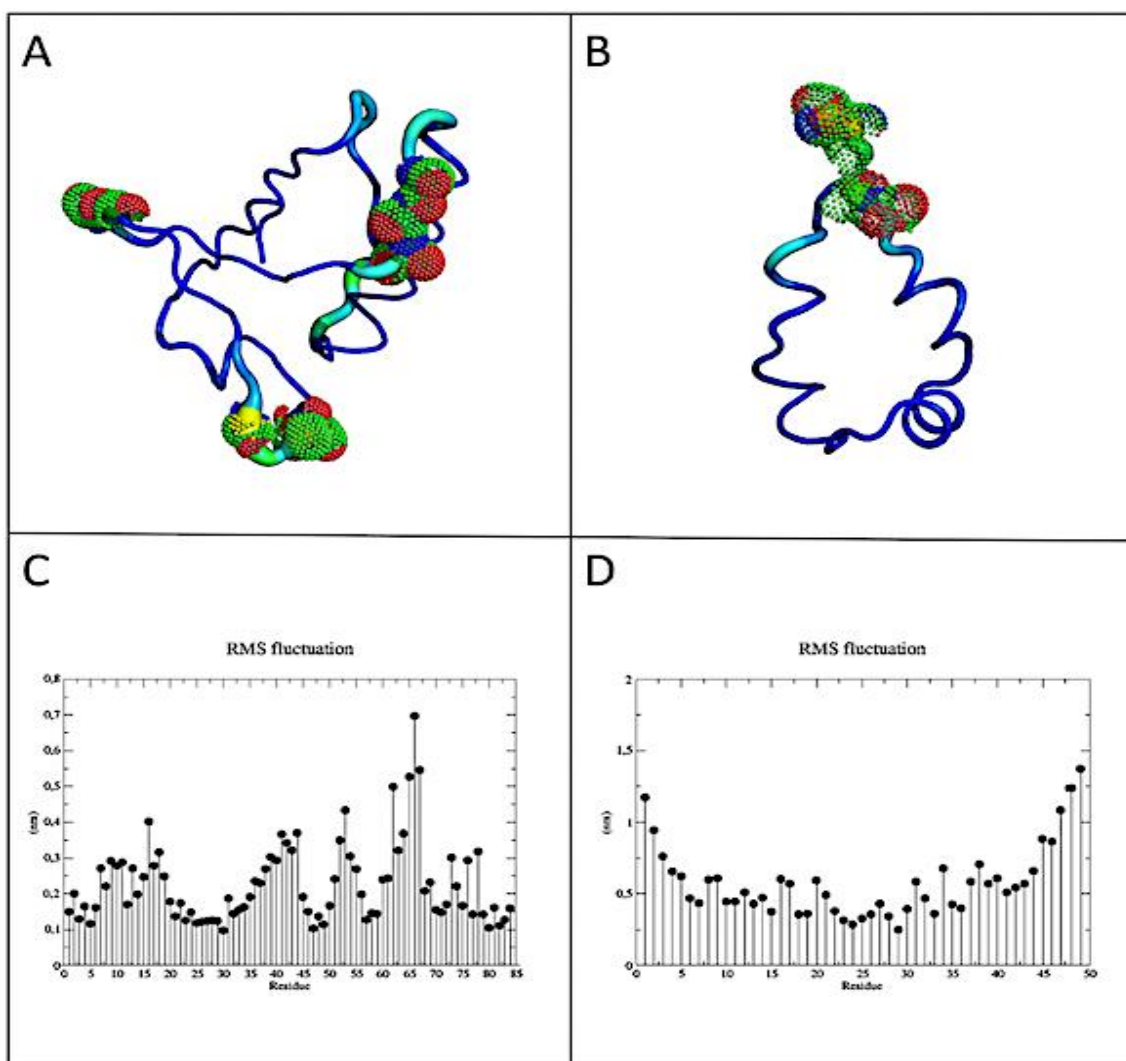 A
B
C
D
RMS fluctuation
0,8
0,7
0,6
0,5
0,4
0,3
0,2
0,1
0
(nm)
0 5 10 15 20 25 30 35 40 45 50 55 60 65 70 75 80 85
Residue
RMS fluctuation
2
1,5
1
0,5
0
(nm)
0 5 10 15 20 25 30 35 40 45 50
Residue